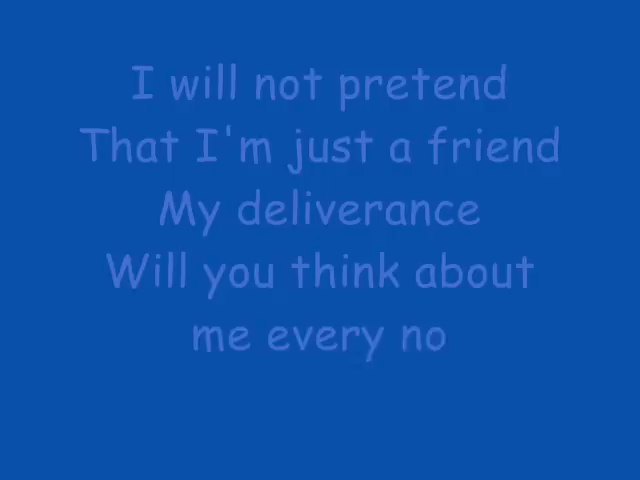 I will not pretend
That I'm just a friend
My deliverance
Will you think about
me every no